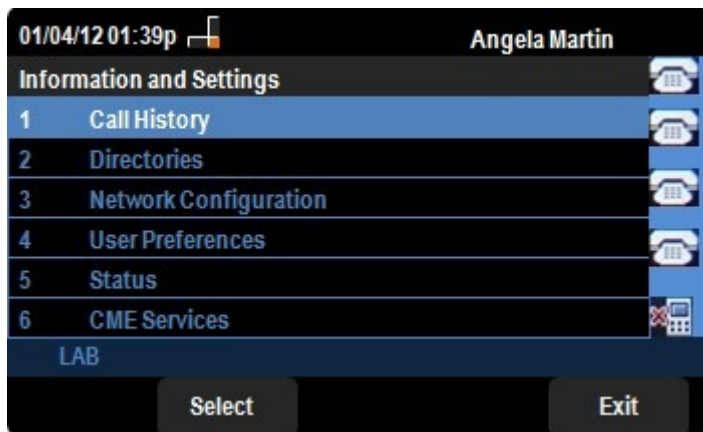 01/04/12 01:39p Angela Martin
Information and Settings
1 Call History
2 Directories
3 Network Configuration
4 User Preferences
5 Status
6 CME Services
LAB
Select Exit